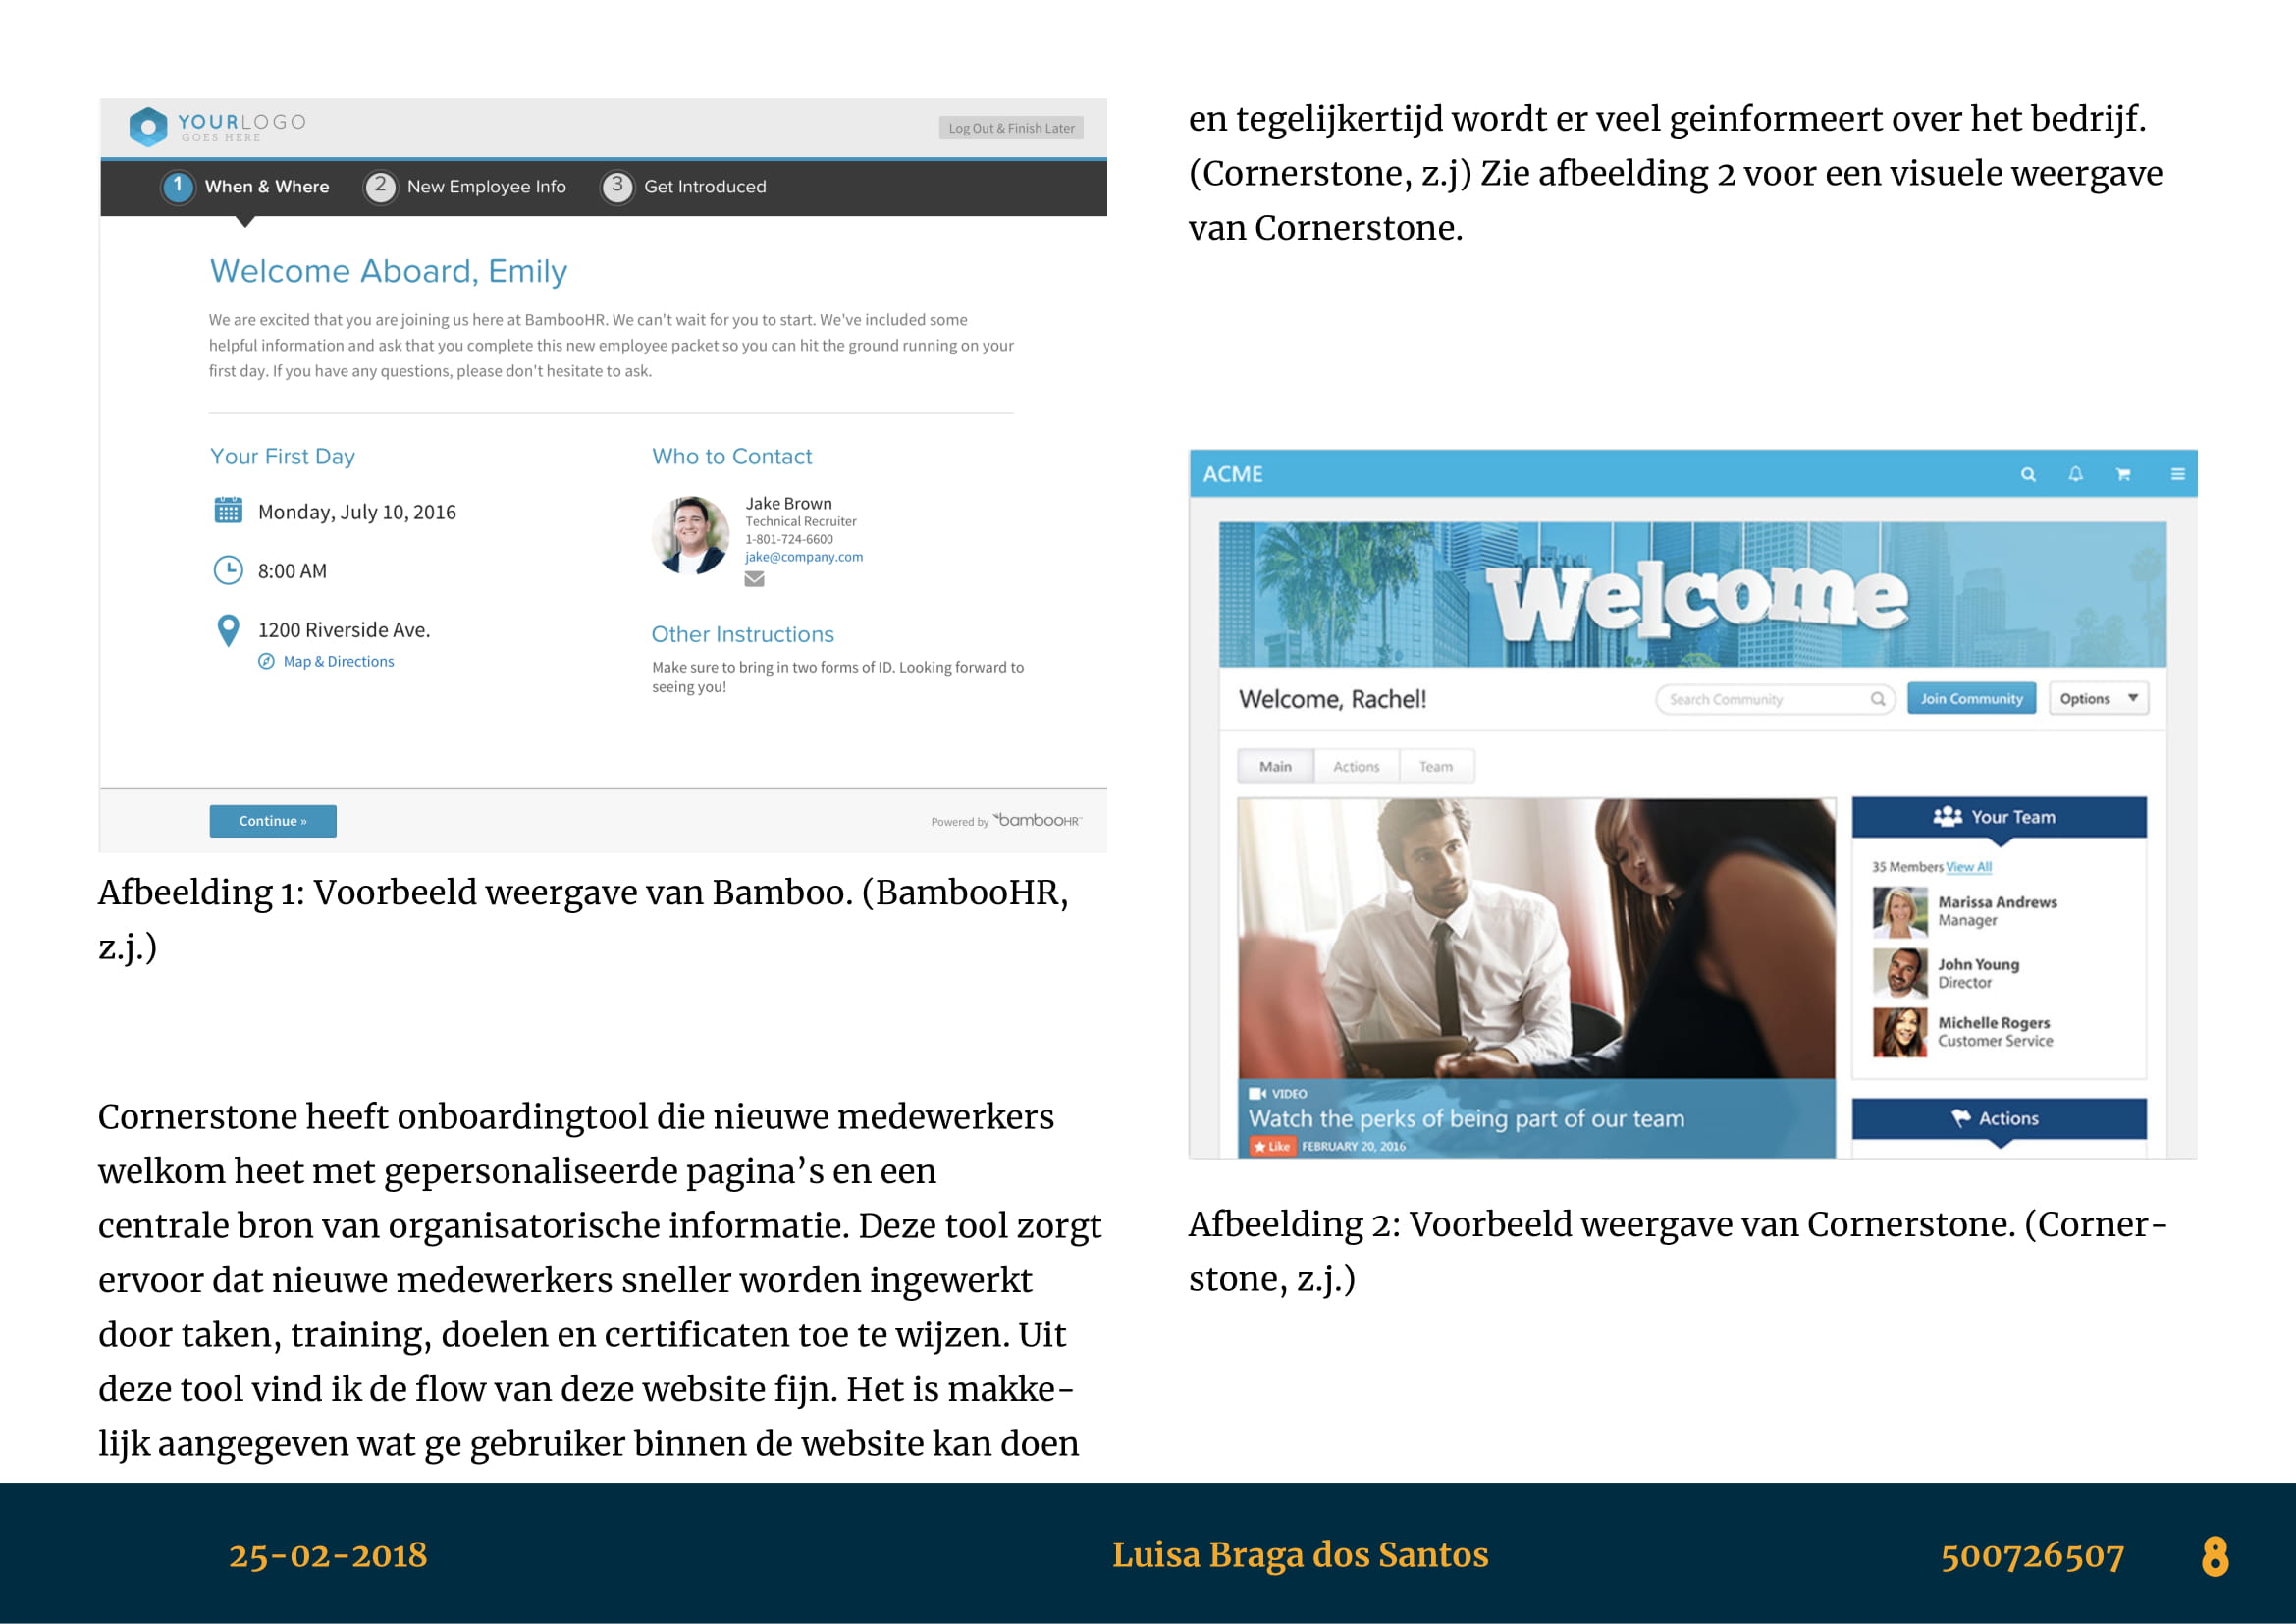 YOURLOGO
GOES HERE
Log Out & Finish Later
1 When & Where 2 New Employee Info 3 Get Introduced
Welcome Aboard, Emily
We are excited that you are joining us here at BambooHR. We can't wait for you to start. We've included some
helpful information and ask that you complete this new employee packet so you can hit the ground running on your
first day. If you have any questions, please don't hesitate to ask.
Your First Day
Monday, July 10, 2016
8:00 AM
1200 Riverside Ave.
Map & Directions
Who to Contact
Jake Brown
Technical Recruiter
1-801-724-6600
jake@company.com
Other Instructions
Make sure to bring in two forms of ID. Looking forward to
seeing you!
Continue »
Powered by bambooHR™
Afbeelding 1: Voorbeeld weergave van Bamboo. (BambooHR,
z.j.)
Cornerstone heeft onboardingtool die nieuwe medewerkers
welkom heet met gepersonaliseerde pagina’s en een
centrale bron van organisatorische informatie. Deze tool zorgt
ervoor dat nieuwe medewerkers sneller worden ingewerkt
door taken, training, doelen en certificaten toe te wijzen. Uit
deze tool vind ik de flow van deze website fijn. Het is makke-
lijk aangegeven wat ge gebruiker binnen de website kan doen
en tegelijkertijd wordt er veel geinformeert over het bedrijf.
(Cornerstone, z.j) Zie afbeelding 2 voor een visuele weergave
van Cornerstone.
ACME
Welcome
Welcome, Rachel!
Search Community
Join Community
Options
Main Actions Team
VIDEO
Watch the perks of being part of our team
Like FEBRUARY 20, 2016
Your Team
35 Members View All
Marissa Andrews
Manager
John Young
Director
Michelle Rogers
Customer Service
Actions
Afbeelding 2: Voorbeeld weergave van Cornerstone. (Corner-
stone, z.j.)
25-02-2018 Luisa Braga dos Santos 500726507 8